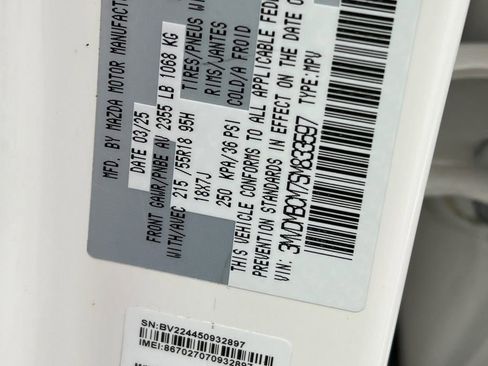 MFD. BY MAZDA MOTOR MANUFACTUR
DATE 03/25
FRONT GAWR/PNBE AV 2355 LB 1068 KG
WITH/AVEC 215 /55R18 95H
TIRES/PNEUS WI
18X7J
RIMS/JANTES
250 KPA/36 PSI
COLD/A FROID
THIS VEHICLE CONFORMS TO ALL APPLICABLE FED
PREVENTION STANDARDS IN EFFECT ON THE DATE OF
VIN: 3MVDMBCM7SM833597 TYPE: MPV
SN:BV224450932897
IMEI:867027070932897